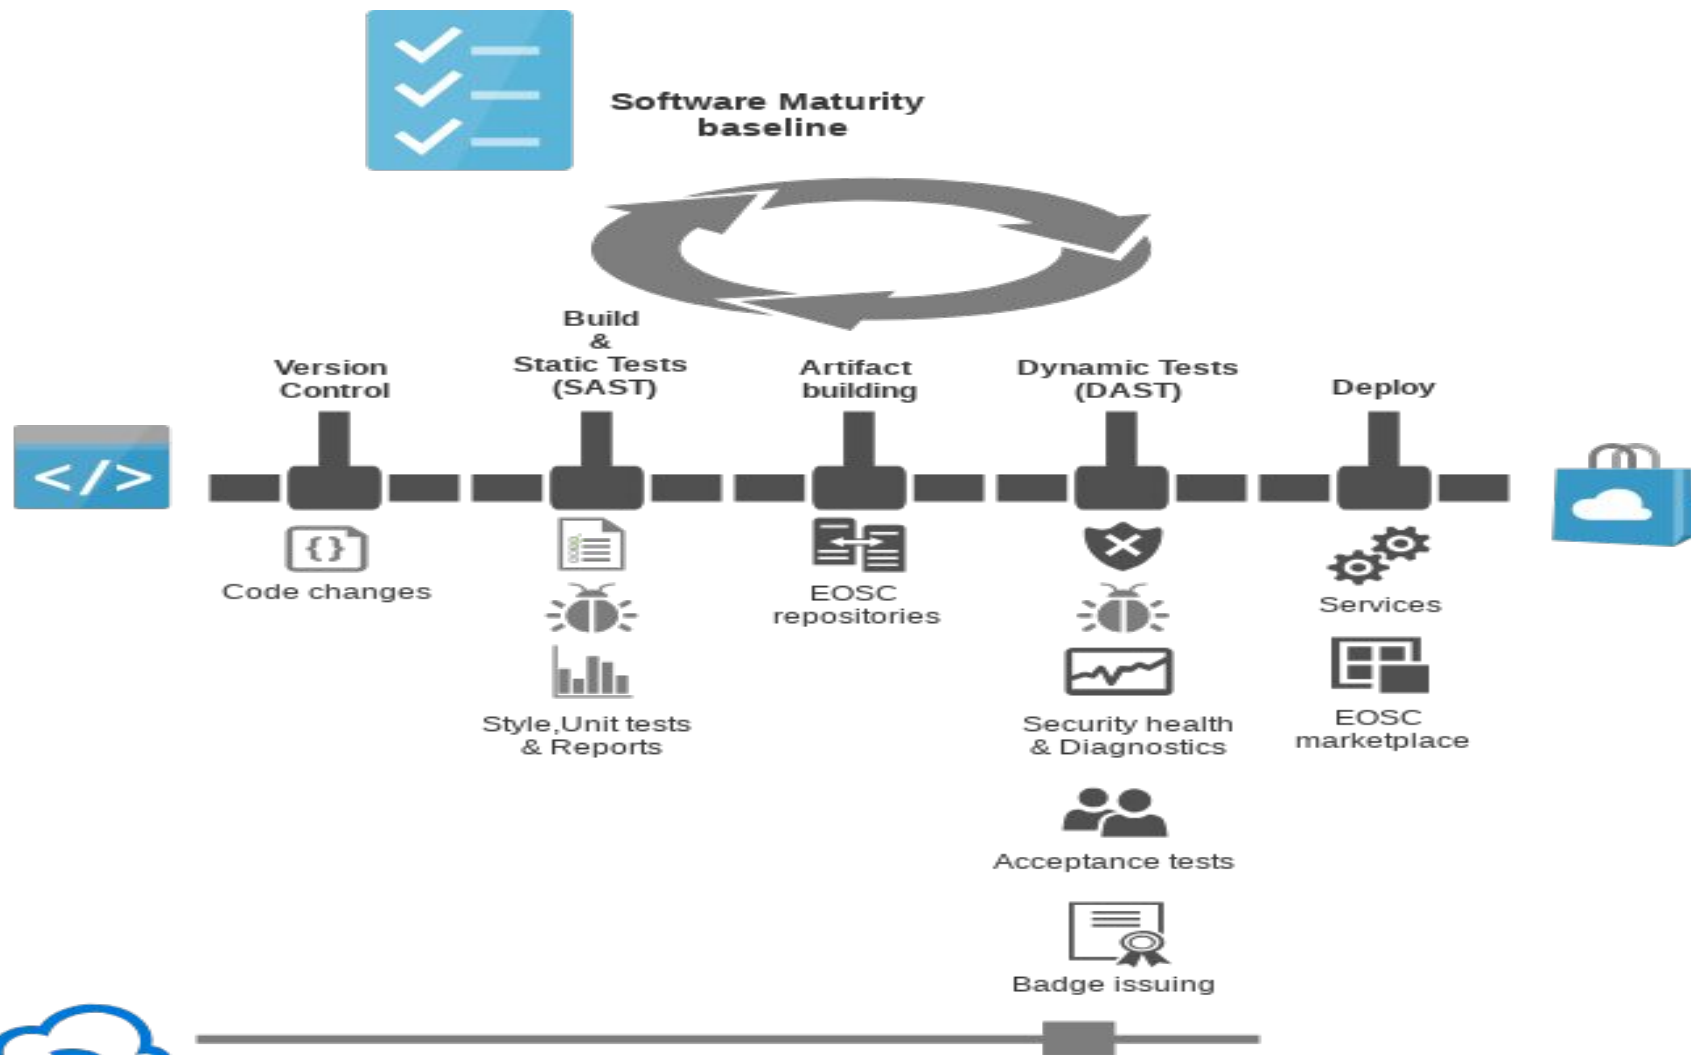 Software Maturity
baseline
Build
&
Static Tests
(SAST)
Version
Control
Artifact
building
Dynamic Tests
(DAST)
Deploy
</>
{}
Code changes
EOSC
repositories
Services
Style,Unit tests
& Reports
Security health
& Diagnostics
EOSC
marketplace
Acceptance tests
Badge issuing